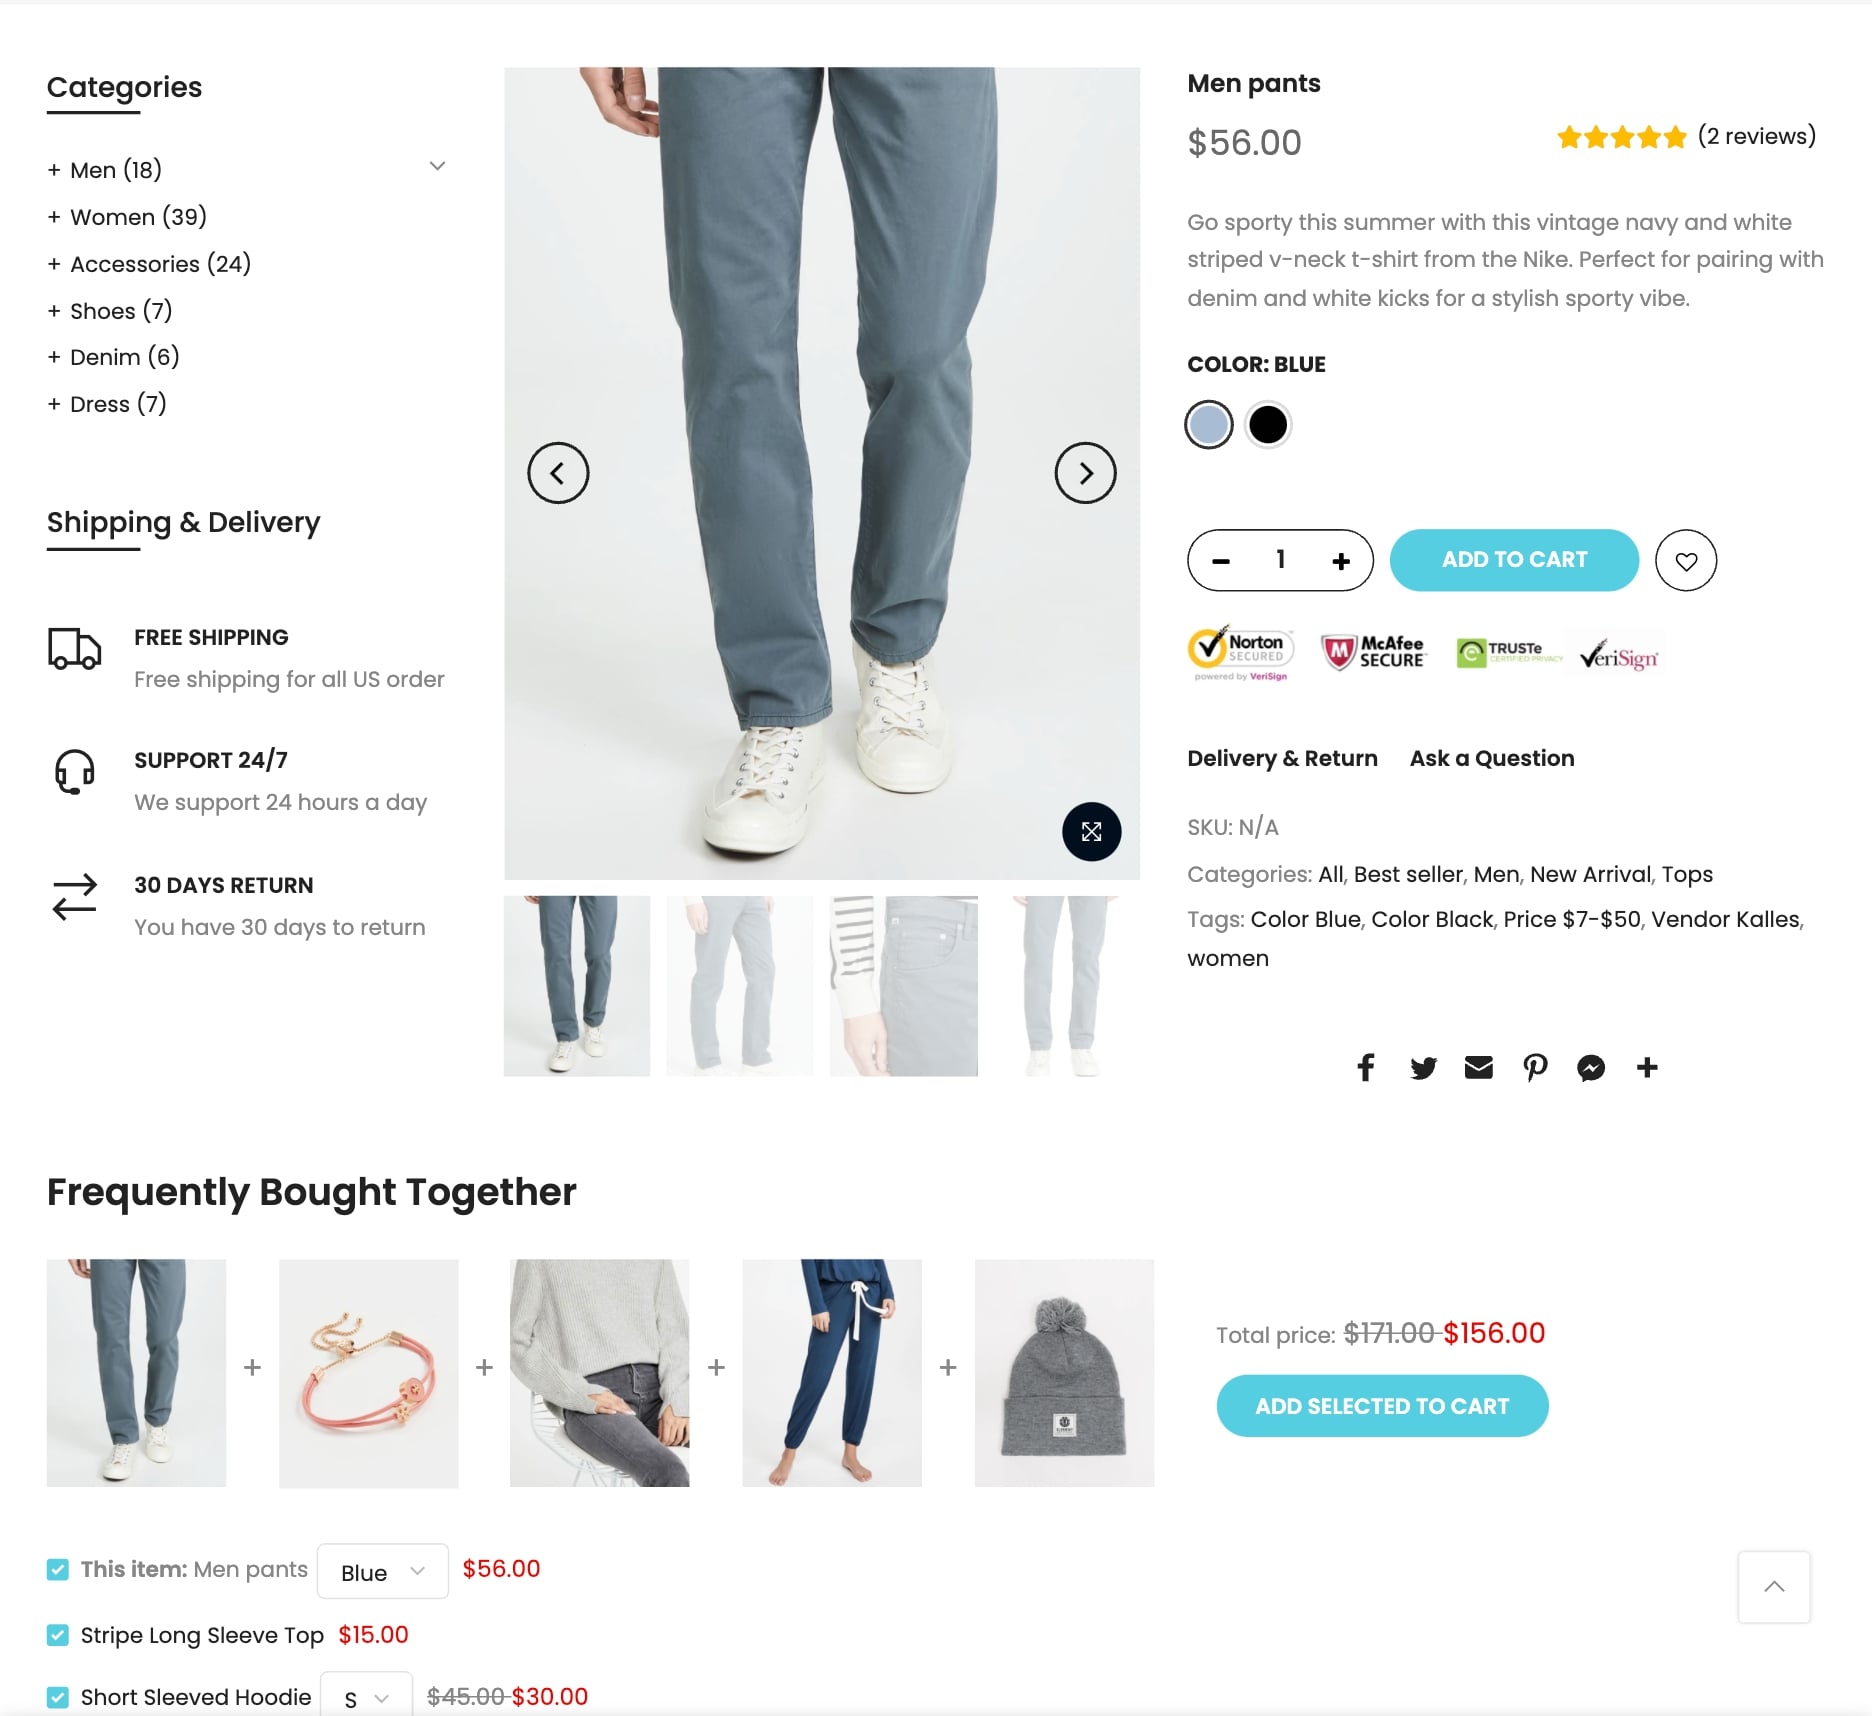 Categories
+ Men (18)
+ Women (39)
+ Accessories (24)
+ Shoes (7)
+ Denim (6)
+ Dress (7)
Shipping & Delivery
FREE SHIPPING
Free shipping for all US order
SUPPORT 24/7
We support 24 hours a day
30 DAYS RETURN
You have 30 days to return
Men pants
$56.00
(2 reviews)
Go sporty this summer with this vintage navy and white
striped v-neck t-shirt from the Nike. Perfect for pairing with
denim and white kicks for a stylish sporty vibe.
COLOR: BLUE
1
ADD TO CART
Norton
SECURED
powered by VeriSign
McAfee
SECURE
TRUSTe
CERTIFIED PRIVACY
VeriSign
Delivery & Return
Ask a Question
SKU: N/A
Categories: All, Best seller, Men, New Arrival, Tops
Tags: Color Blue, Color Black, Price $7-$50, Vendor Kalles,
women
Frequently Bought Together
Total price: $171.00 $156.00
ADD SELECTED TO CART
This item: Men pants Blue $56.00
Stripe Long Sleeve Top $15.00
Short Sleeved Hoodie S $45.00 $30.00